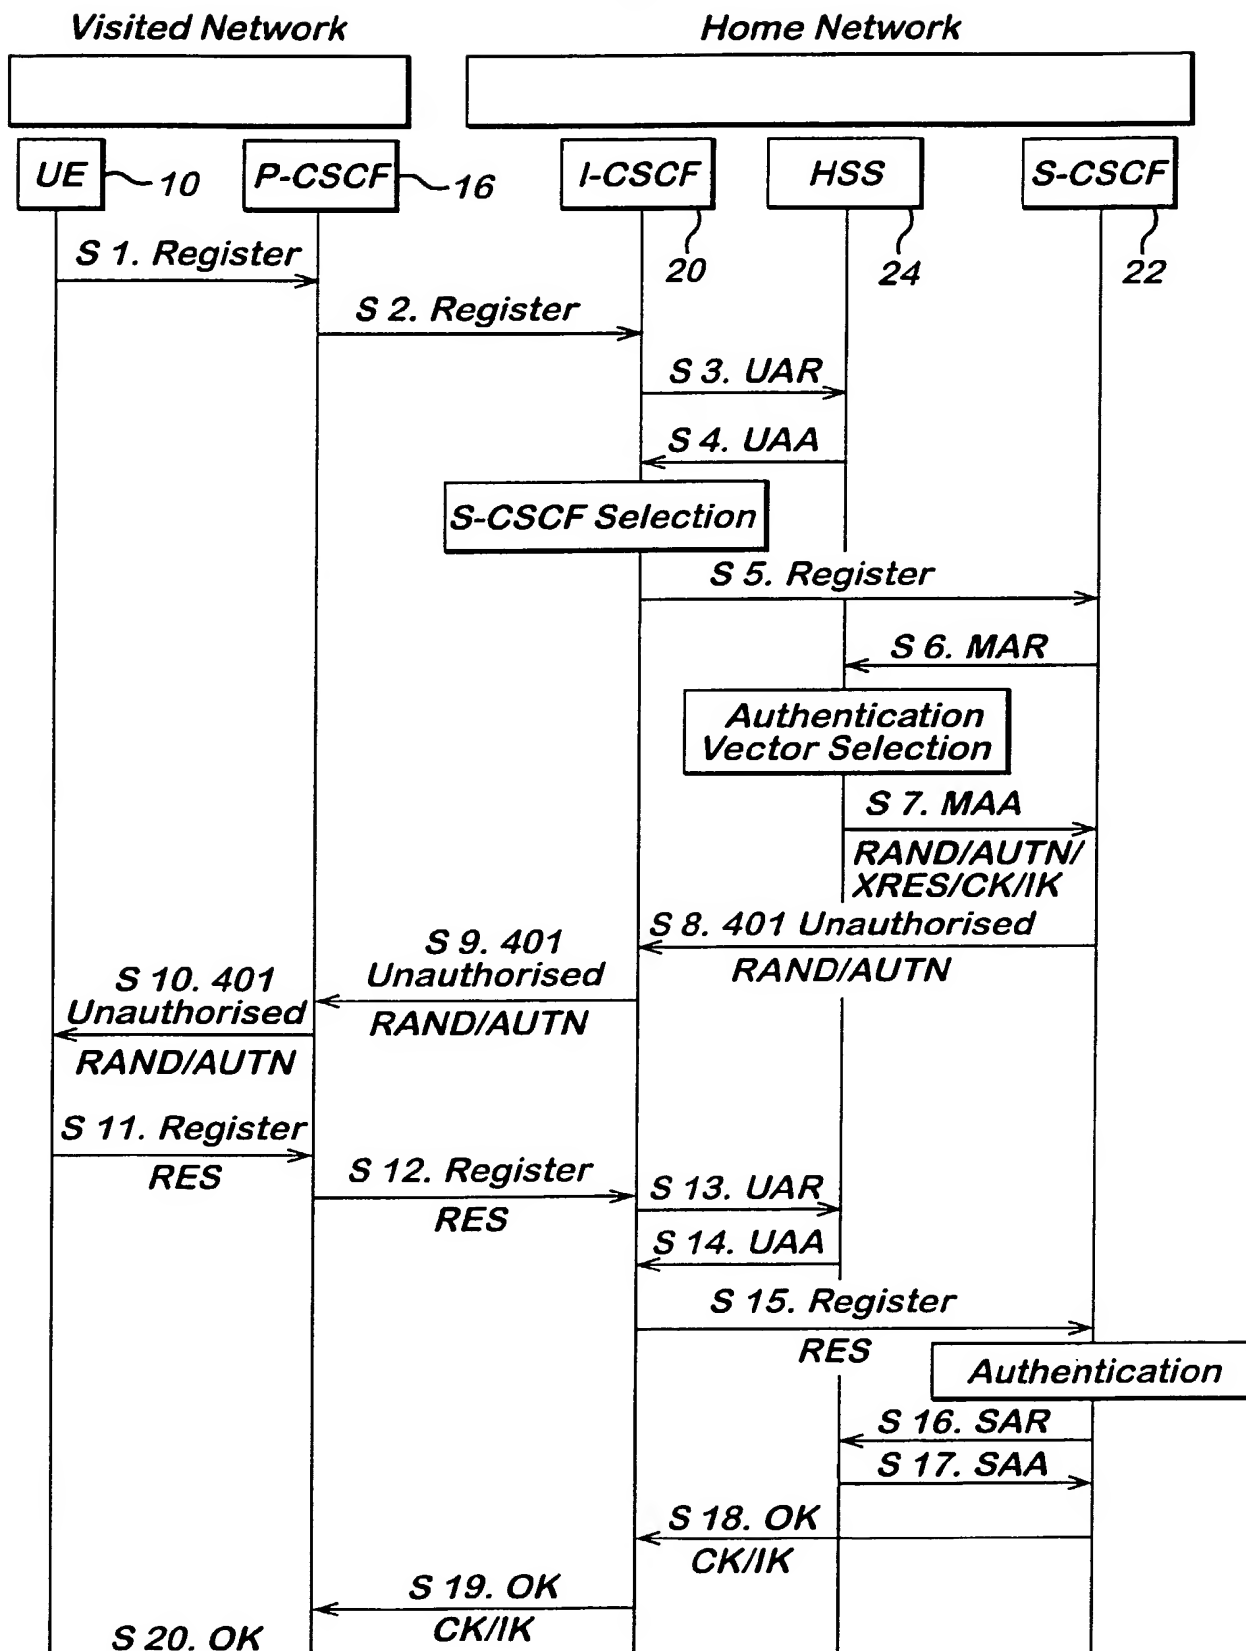 Visited Network
Home Network
UE
10
P-CSCF
16
I-CSCF
20
HSS
24
S-CSCF
22
S 1. Register
S 2. Register
S 3. UAR
S 4. UAA
S-CSCF Selection
S 5. Register
S 6. MAR
Authentication
Vector Selection
S 7. MAA
RAND/AUTN/
XRES/CK/IK
S 8. 401 Unauthorised
RAND/AUTN
S 9. 401
Unauthorised
RAND/AUTN
S 10. 401
Unauthorised
RAND/AUTN
S 11. Register
RES
S 12. Register
RES
S 13. UAR
S 14. UAA
S 15. Register
RES
Authentication
S 16. SAR
S 17. SAA
S 18. OK
CK/IK
S 19. OK
CK/IK
S 20. OK